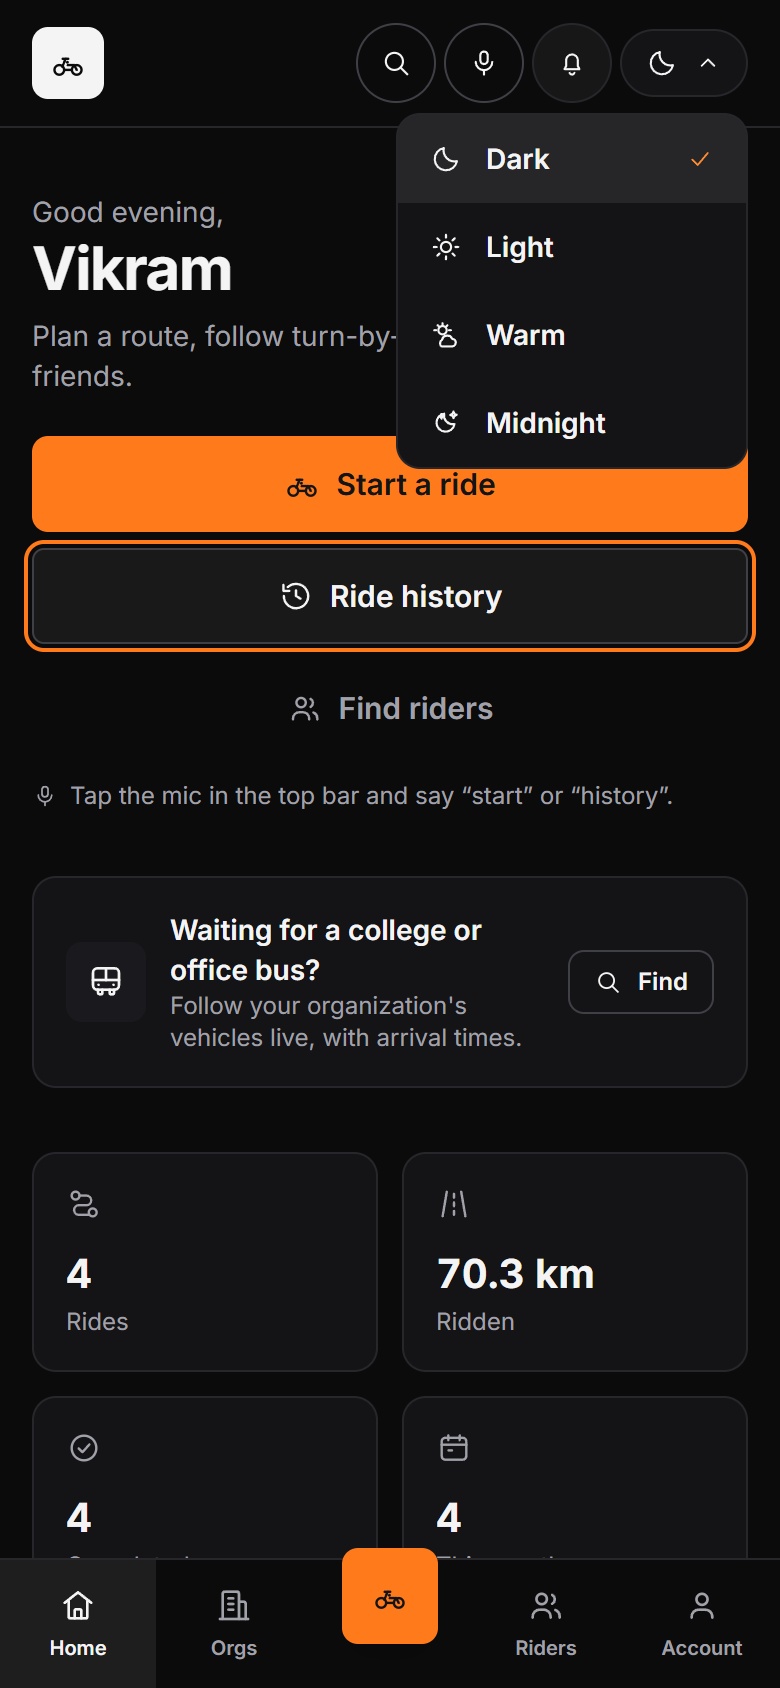 Dark
Light
Warm
Midnight
Good evening,
Vikram
Plan a route, follow turn-by-
friends.
Start a ride
Ride history
Find riders
Tap the mic in the top bar and say “start” or “history”.
Waiting for a college or
office bus?
Follow your organization's
vehicles live, with arrival times.
Find
4
Rides
70.3 km
Ridden
4
4
Home
Orgs
Riders
Account